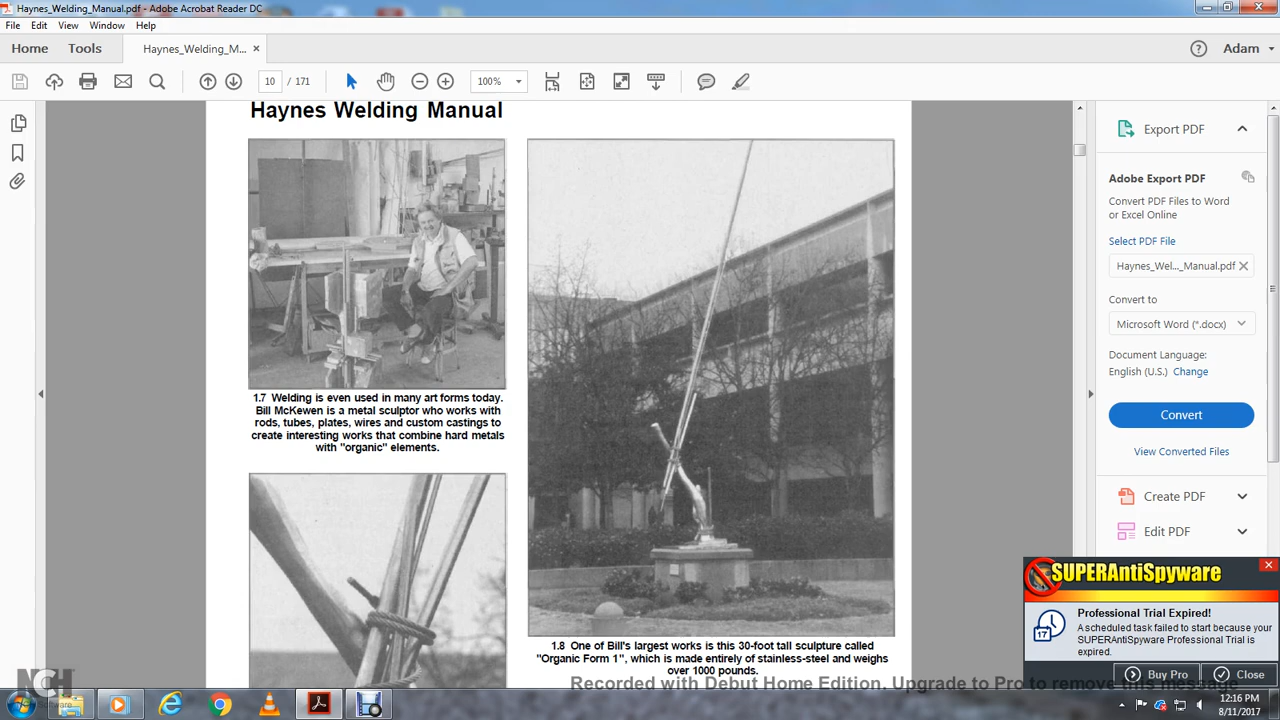 Haynes_Welding_Manual.pdf - Adobe Acrobat Reader DC
File Edit View Window Help
Home Tools Haynes_Welding_M... × Adam
10 / 171 100%
Haynes Welding Manual
1.7 Welding is even used in many art forms today.
Bill McKewen is a metal sculptor who works with
rods, tubes, plates, wires and custom castings to
create interesting works that combine hard metals
with "organic" elements.
1.8 One of Bill's largest works is this 30-foot tall sculpture called
"Organic Form 1", which is made entirely of stainless-steel and weighs
over 1000 pounds.
Export PDF
Adobe Export PDF
Convert PDF Files to Word
or Excel Online
Select PDF File
Haynes_Wel..._Manual.pdf
Convert to
Microsoft Word (*.docx)
Document Language:
English (U.S.) Change
Convert
View Converted Files
Create PDF
Edit PDF
SUPERAntiSpyware
17
Professional Trial Expired!
A scheduled task failed to start because your
SUPERAntiSpyware Professional Trial is
expired.
Buy Pro Close
NCH
Software
Recorded with Debut Home Edition. Upgrade to Pro to remove this message
12:16 PM
8/11/2017